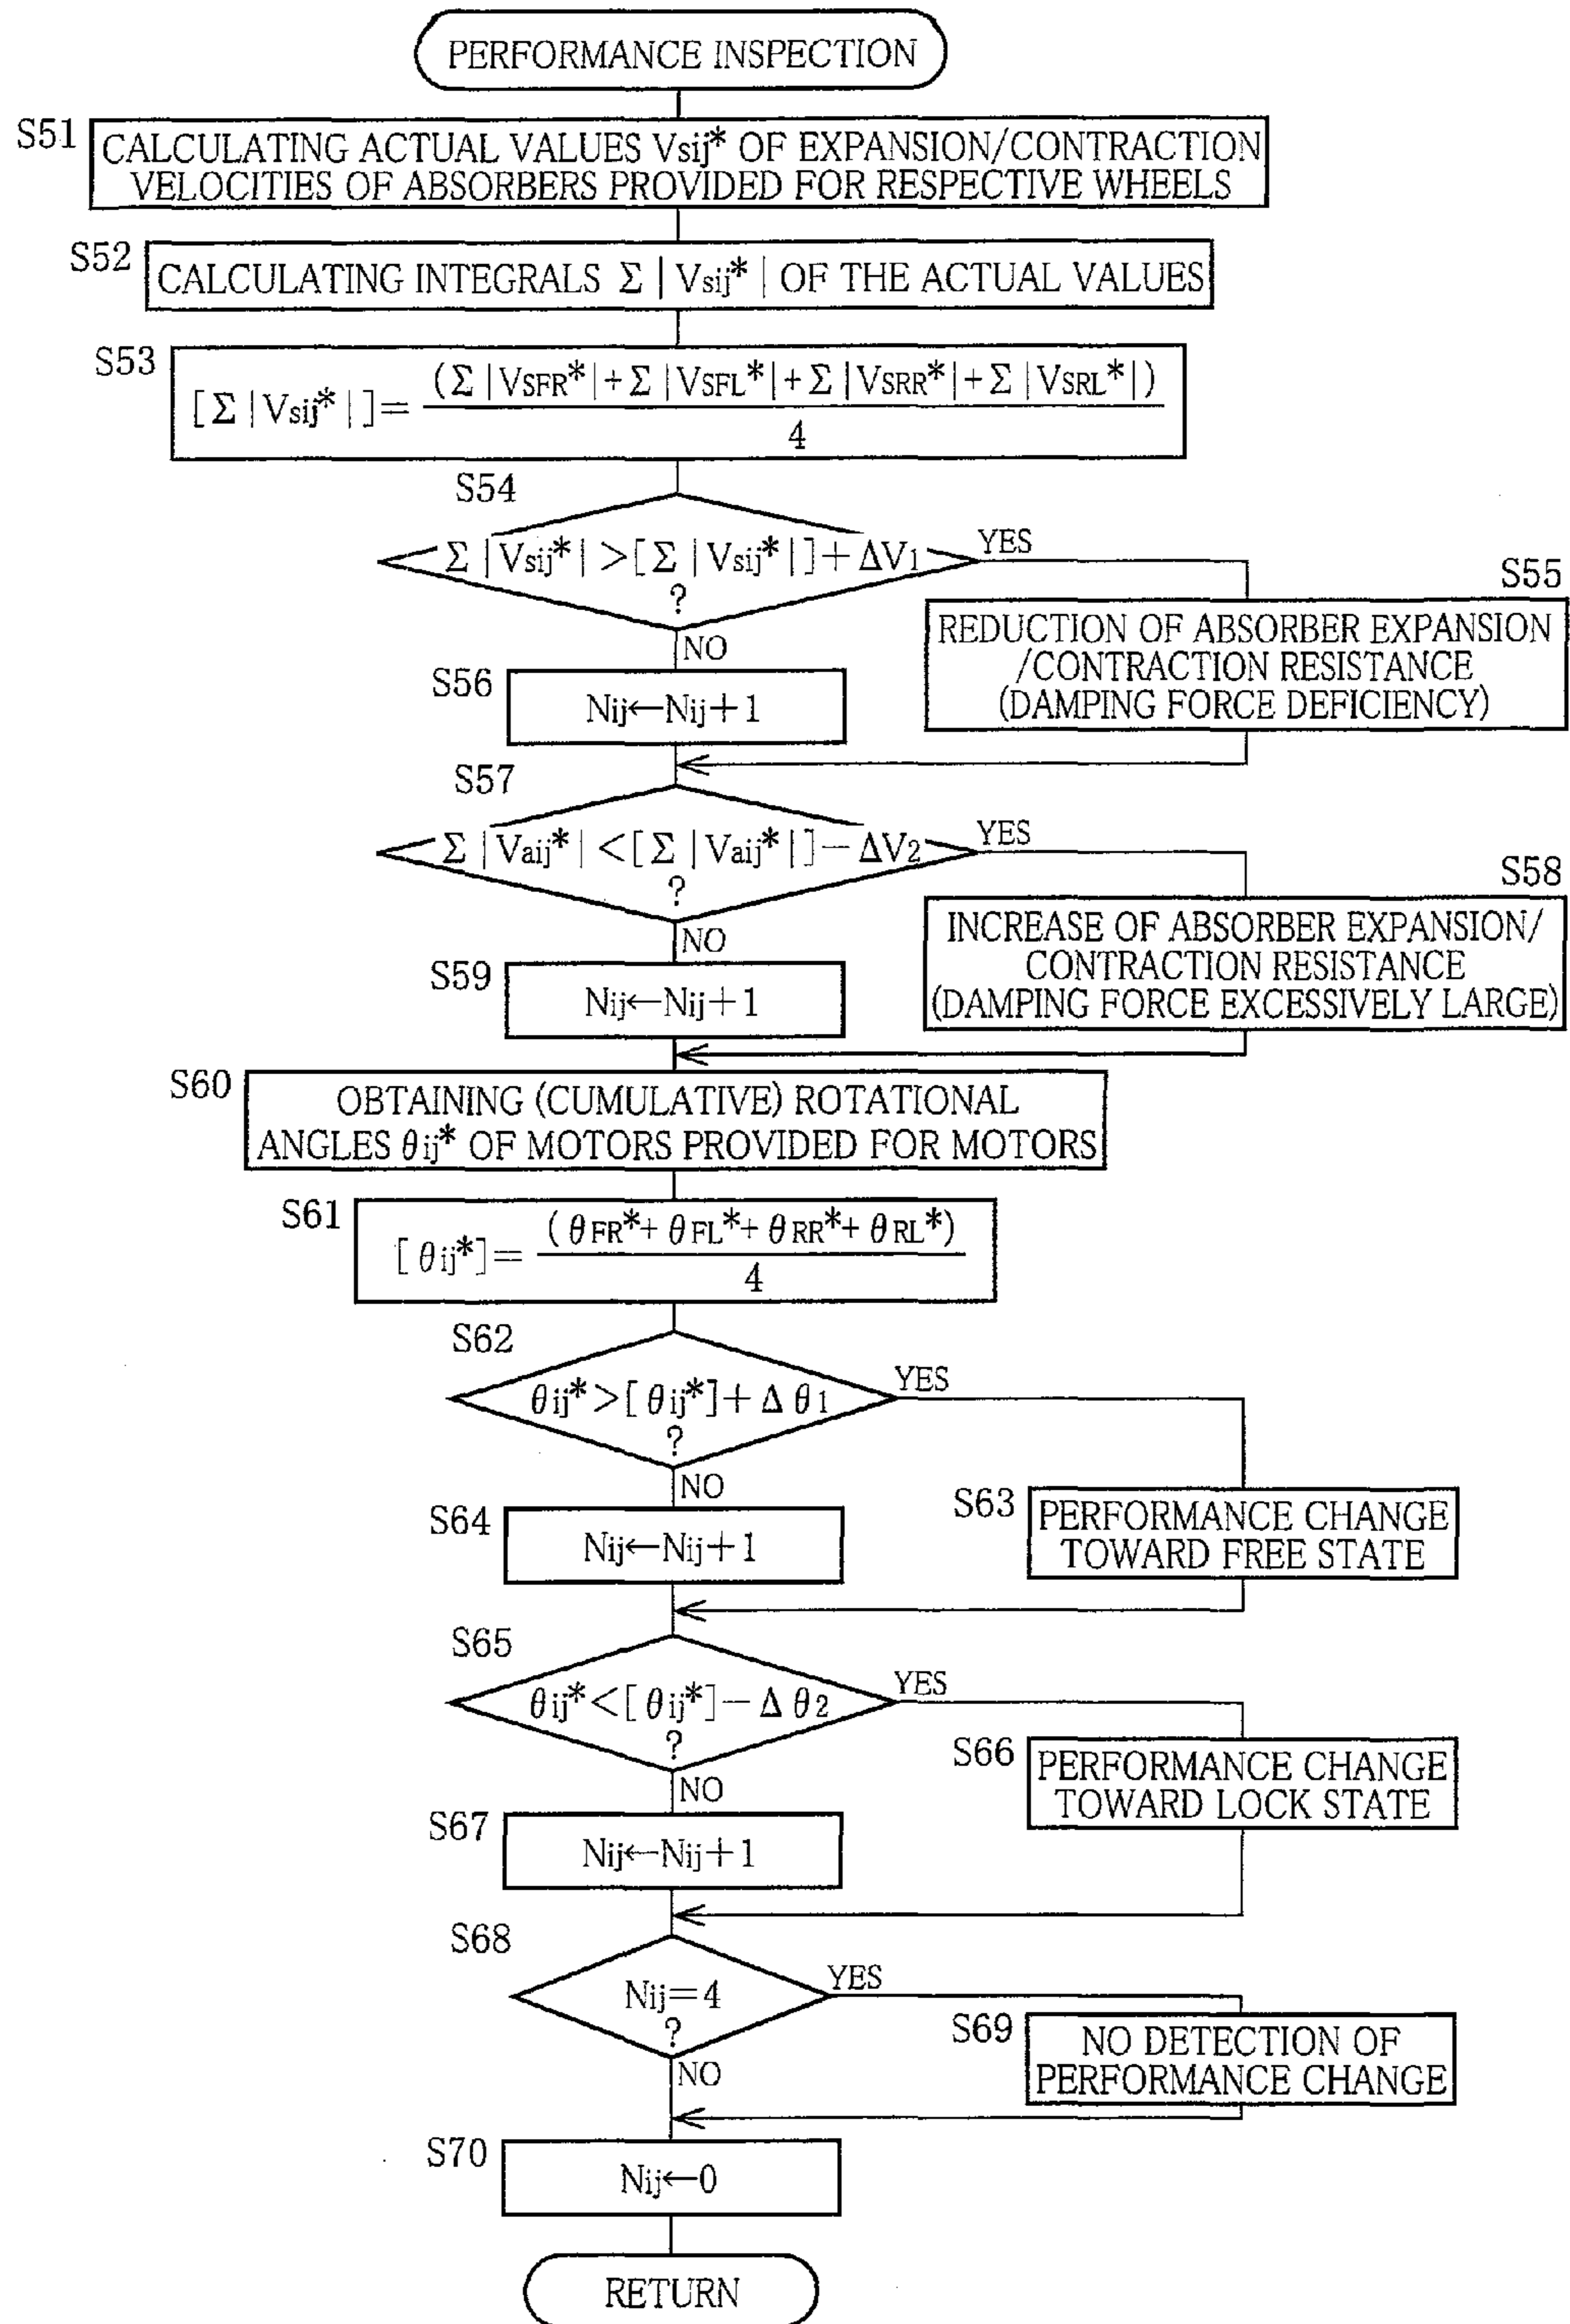 PERFORMANCE INSPECTION
S51
CALCULATING ACTUAL VALUES Vsij* OF EXPANSION/CONTRACTION
VELOCITIES OF ABSORBERS PROVIDED FOR RESPECTIVE WHEELS
S52
CALCULATING INTEGRALS Σ | Vsij* | OF THE ACTUAL VALUES
S53
[ Σ | Vsij* | ] = (Σ |VSFR*| + Σ |VSFL*| + Σ |VSRR*| + Σ |VSRL*| )
4
S54
Σ | Vsij* | > [ Σ | Vsij* | ] + ΔV1
?
YES
NO
S55
REDUCTION OF ABSORBER EXPANSION
/CONTRACTION RESISTANCE
(DAMPING FORCE DEFICIENCY)
S56
Nij←Nij+1
S57
Σ | Vaij* | < [ Σ | Vaij* | ] − ΔV2
?
YES
NO
S58
INCREASE OF ABSORBER EXPANSION/
CONTRACTION RESISTANCE
(DAMPING FORCE EXCESSIVELY LARGE)
S59
Nij←Nij+1
S60
OBTAINING (CUMULATIVE) ROTATIONAL
ANGLES θij* OF MOTORS PROVIDED FOR MOTORS
S61
[ θij* ] = ( θFR* + θFL* + θRR* + θRL* )
4
S62
θij* > [ θij* ] + Δθ1
?
YES
NO
S63
PERFORMANCE CHANGE
TOWARD FREE STATE
S64
Nij←Nij+1
S65
θij* < [ θij* ] − Δθ2
?
YES
NO
S66
PERFORMANCE CHANGE
TOWARD LOCK STATE
S67
Nij←Nij+1
S68
Nij=4
?
YES
NO
S69
NO DETECTION OF
PERFORMANCE CHANGE
S70
Nij←0
RETURN